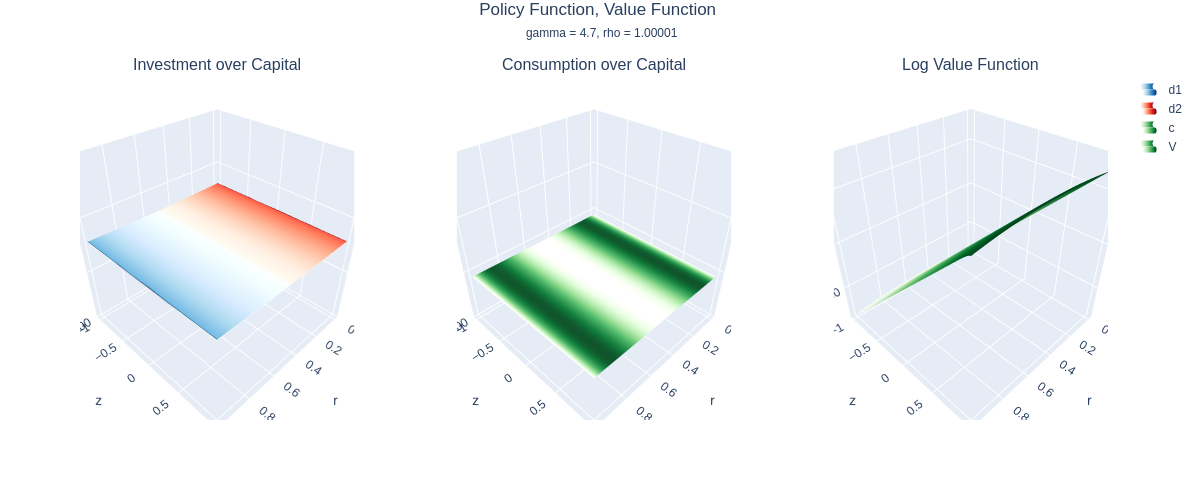 Policy Function, Value Function
gamma = 4.7, rho = 1.00001
Investment over Capital
Consumption over Capital
Log Value Function
d1
d2
c
V
−0.5
0
0.5
z
0
0.2
0.4
0.6
0.8
r
−0.5
0
0.5
z
0
0.2
0.4
0.6
0.8
r
0
−1
−0.5
0
0.5
z
0
0.2
0.4
0.6
0.8
r